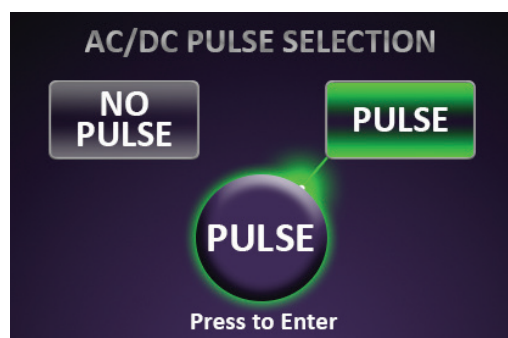 AC/DC PULSE SELECTION
NO
PULSE
PULSE
PULSE
Press to Enter